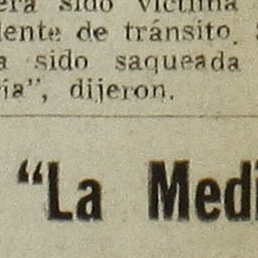 era sido víctima
dente de tránsito.
a sido saqueada
ía”, dijeron.
“La Medi